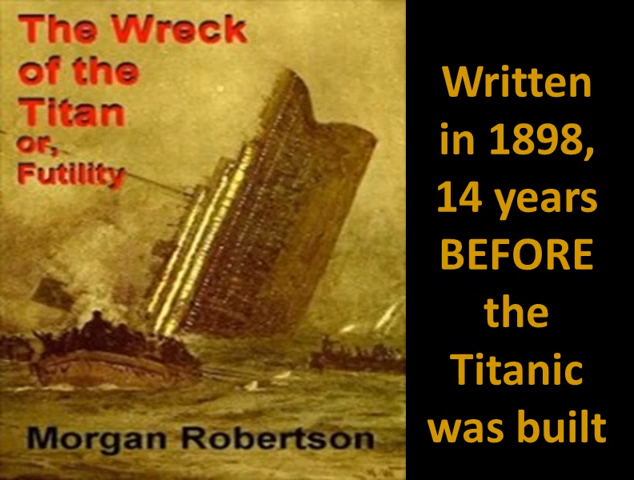 The Wreck
of the
Titan
or,
Futility
Morgan Robertson
Written
in 1898,
14 years
BEFORE
the
Titanic
was built